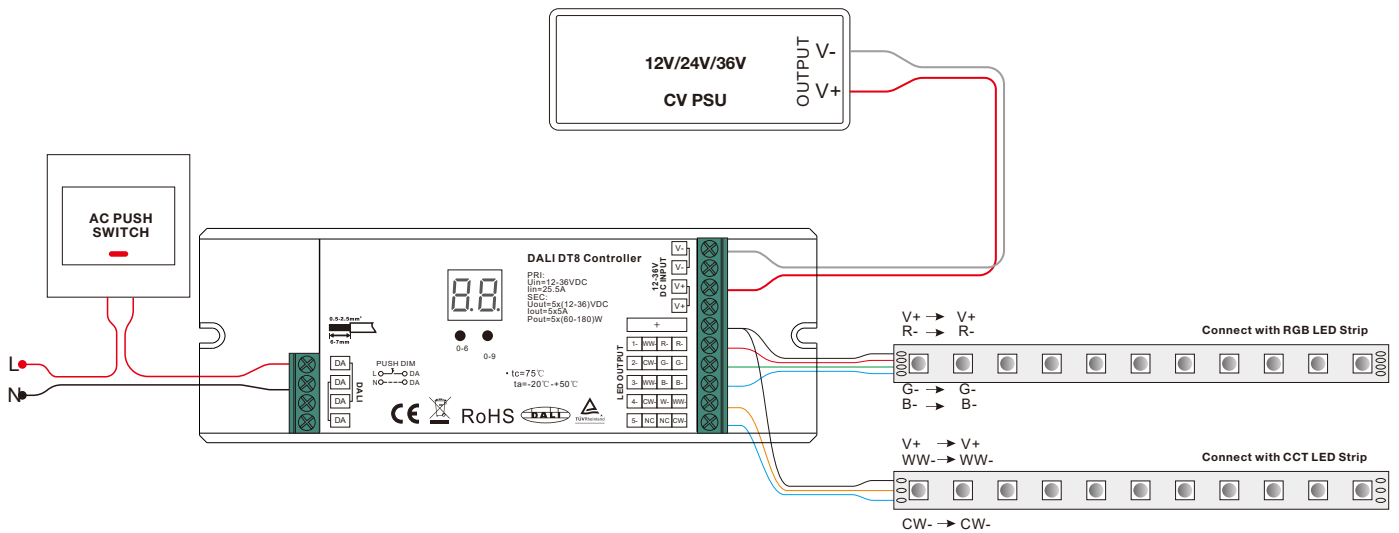 12V/24V/36V
CV PSU
OUTPUT
V-
V+
AC PUSH
SWITCH
L
N
0.5-2.5mm²
6-7mm
DA
DA
DA
DA
DALI
PUSH DIM
L DA
N DA
88
0-6
0-9
DALI DT8 Controller
PRI:
Uin=12-36VDC
Iin=25.5A
SEC:
Uout=5x(12-36)VDC
Iout=5x5A
Pout=5x(60-180)W
• tc=75℃
ta=-20℃-+50℃
CE
RoHS
DALI
TÜVRheinland
12-36V
DC INPUT
V-
V-
V+
V+
LED OUTPUT
+
1- WW- R- R-
2- CW- G- G-
3- WW- B- B-
4- CW- W- WW-
5- NC NC CW-
V+ → V+
R- → R-
Connect with RGB LED Strip
G- → G-
B- → B-
V+ → V+
WW- → WW-
Connect with CCT LED Strip
CW- → CW-